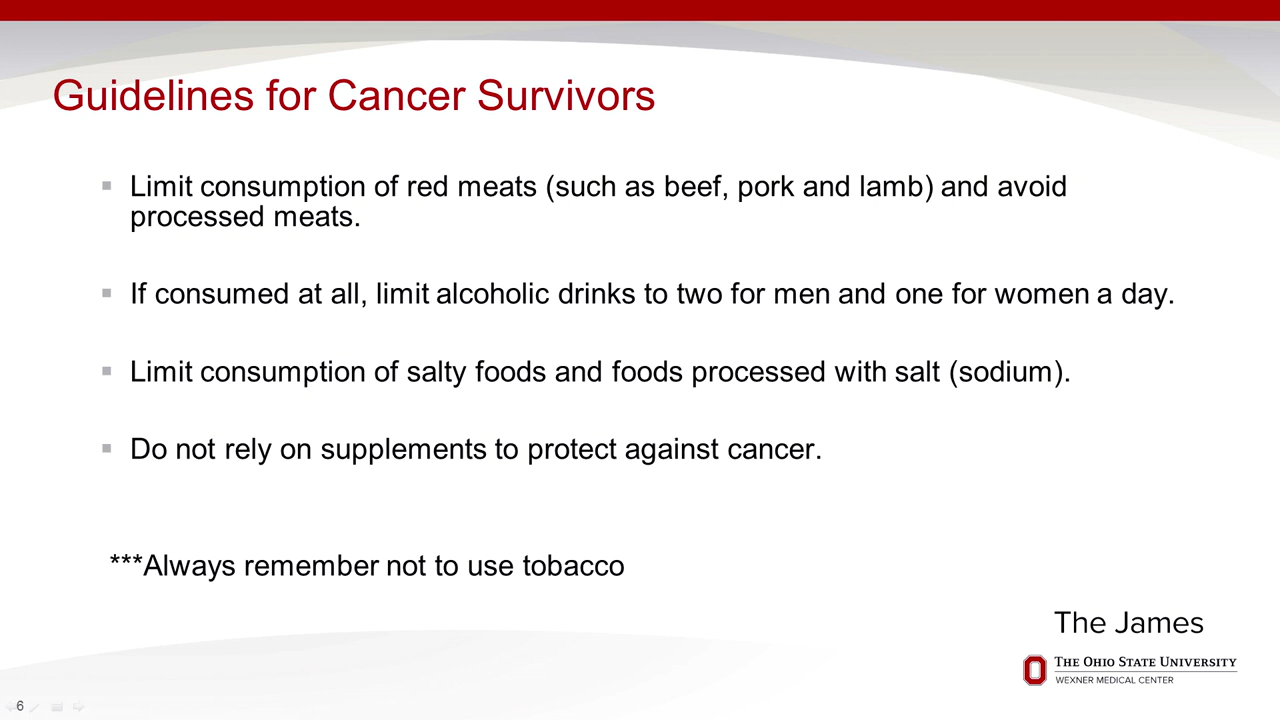 Guidelines for Cancer Survivors
▪ Limit consumption of red meats (such as beef, pork and lamb) and avoid
processed meats.
▪ If consumed at all, limit alcoholic drinks to two for men and one for women a day.
▪ Limit consumption of salty foods and foods processed with salt (sodium).
▪ Do not rely on supplements to protect against cancer.
***Always remember not to use tobacco
The James
THE OHIO STATE UNIVERSITY
WEXNER MEDICAL CENTER
6